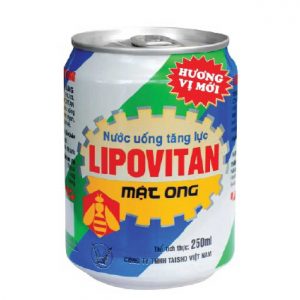 HƯƠNG
VỊ MỚI
Nước uống tăng lực
LIPOVITAN
MẬT ONG
Thể tích thực: 250ml
CÔNG TY TNHH TAISHO VIỆT NAM